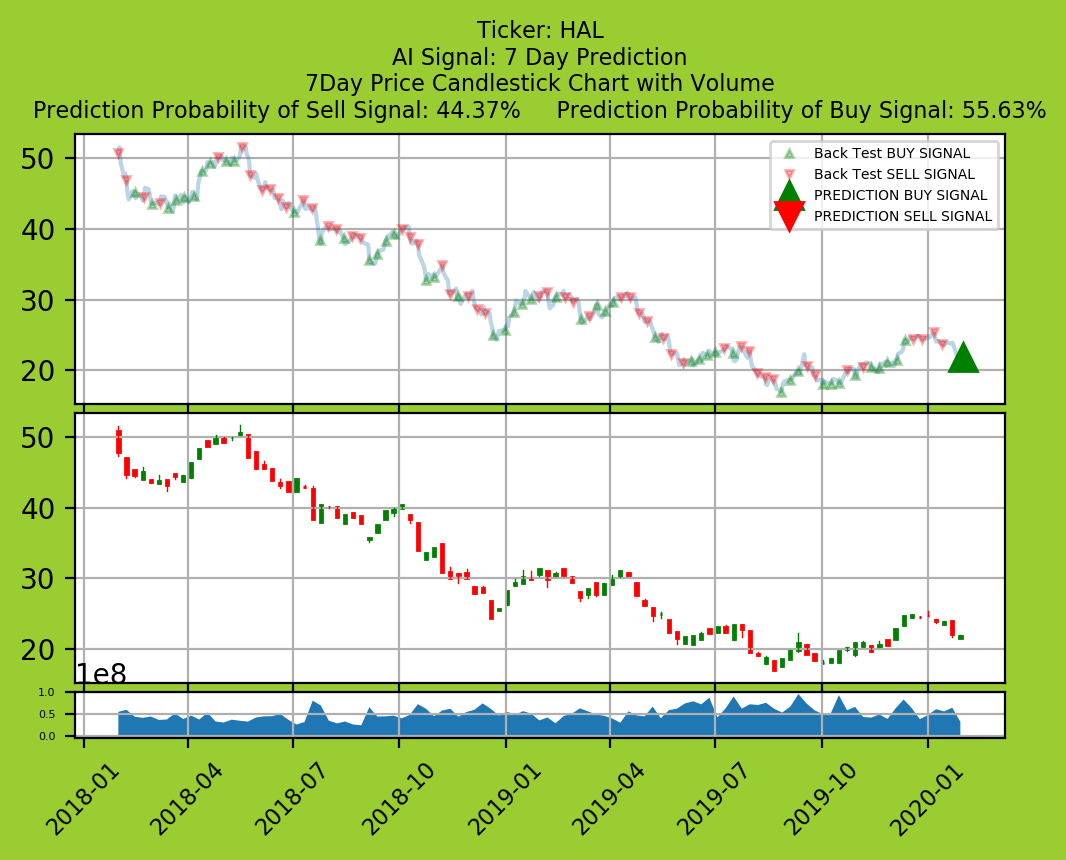 Ticker: HAL
AI Signal: 7 Day Prediction
7Day Price Candlestick Chart with Volume
Prediction Probability of Sell Signal: 44.37%     Prediction Probability of Buy Signal: 55.63%
Back Test BUY SIGNAL
Back Test SELL SIGNAL
PREDICTION BUY SIGNAL
PREDICTION SELL SIGNAL
50
40
30
20
50
40
30
20
1e8
1.0
0.5
0.0
2018-01 2018-04 2018-07 2018-10 2019-01 2019-04 2019-07 2019-10 2020-01